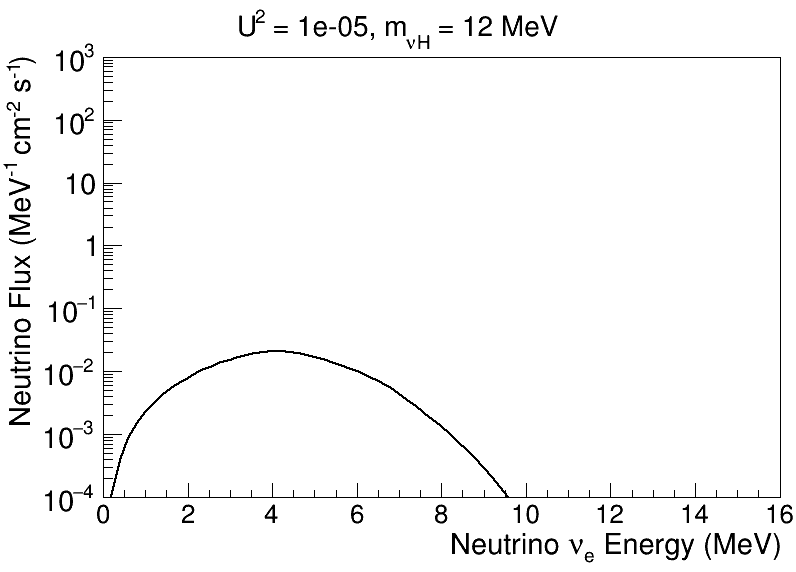 U² = 1e-05, m_νH = 12 MeV
Neutrino Flux (MeV⁻¹ cm⁻² s⁻¹)
10³
10²
10
1
10⁻¹
10⁻²
10⁻³
10⁻⁴
0 2 4 6 8 10 12 14 16
Neutrino νₑ Energy (MeV)